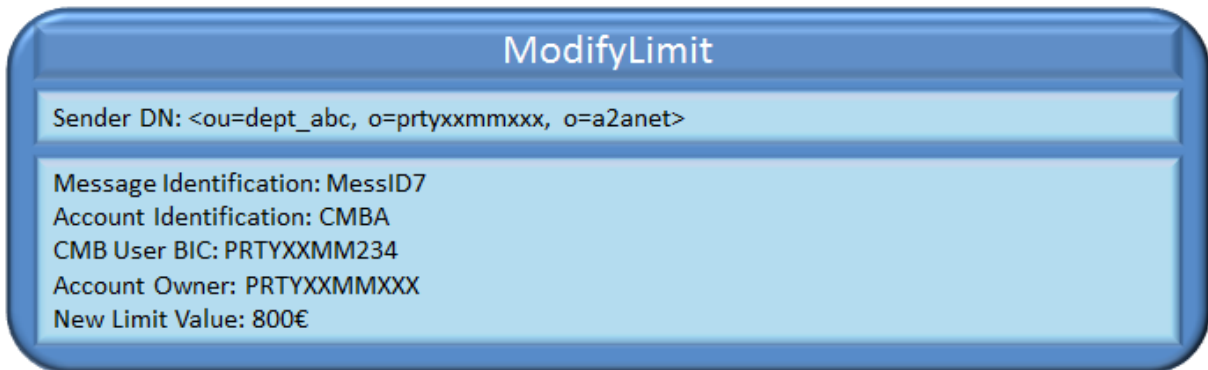 ModifyLimit
Sender DN: <ou=dept_abc, o=prtyxxmmxxx, o=a2anet>
Message Identification: MessID7
Account Identification: CMBA
CMB User BIC: PRTYXXMM234
Account Owner: PRTYXXMMXXX
New Limit Value: 800€